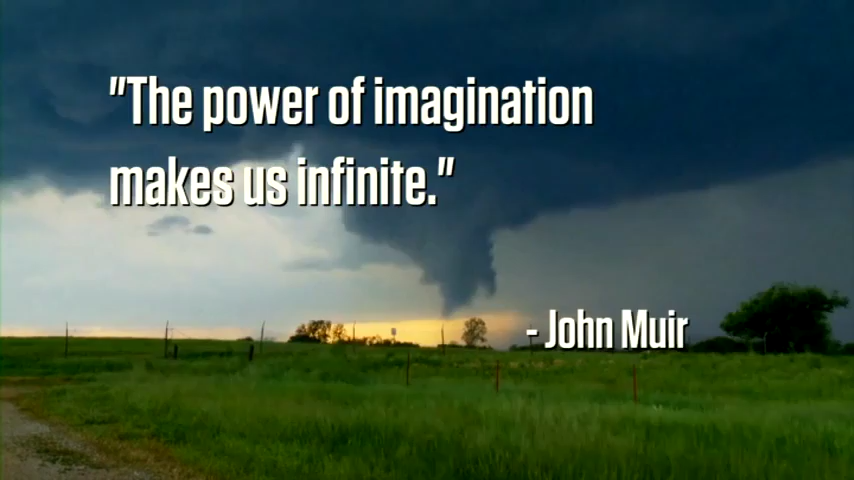 "The power of imagination
makes us infinite."
- John Muir